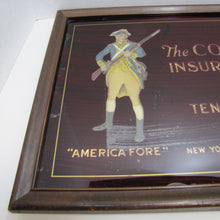 The CO
INSUR
TEN
"AMERICA FORE" NEW YO